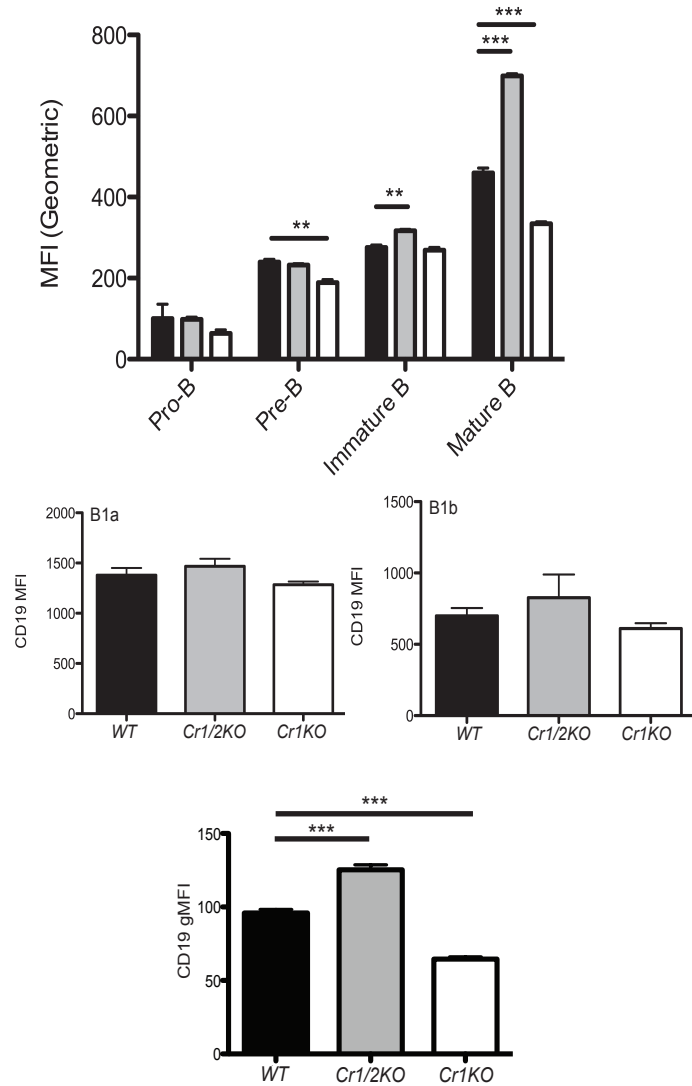 ***
***
**
**
MFI (Geometric)
800
600
400
200
0
Pro-B
Pre-B
Immature B
Mature B
B1a
CD19 MFI
2000
1500
1000
500
0
WT
Cr1/2KO
Cr1KO
B1b
CD19 MFI
1500
1000
500
0
WT
Cr1/2KO
Cr1KO
***
***
CD19 gMFI
150
100
50
0
WT
Cr1/2KO
Cr1KO